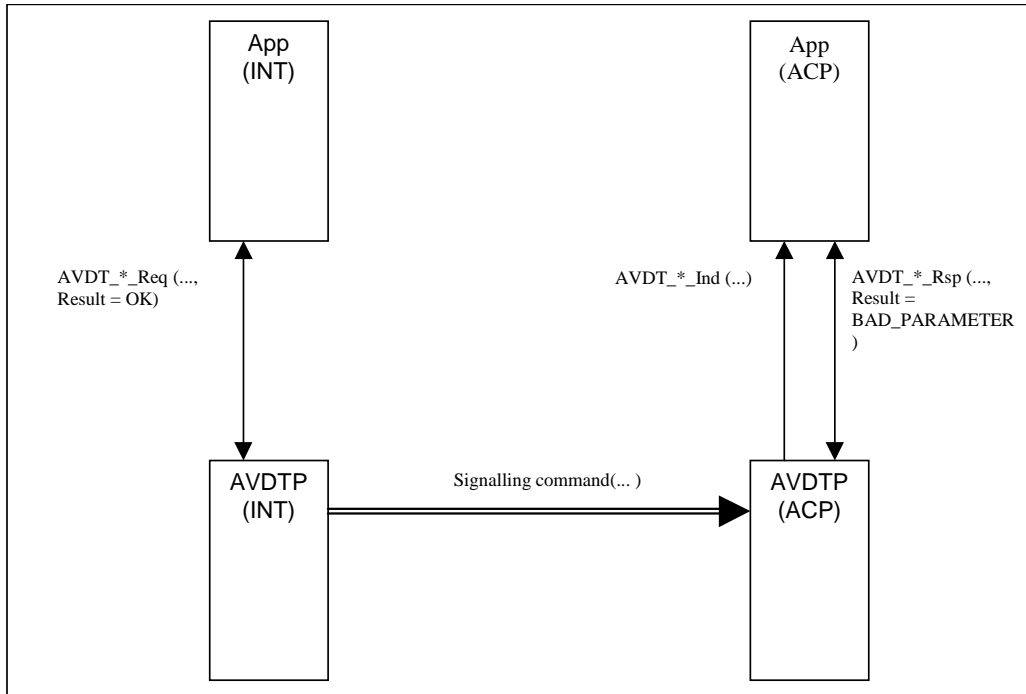 App
(INT)
App
(ACP)
AVDT_*_Req (...,
Result = OK)
AVDT_*_Ind (...)
AVDT_*_Rsp (...,
Result =
BAD_PARAMETER
)
AVDTP
(INT)
Signalling command(... )
AVDTP
(ACP)